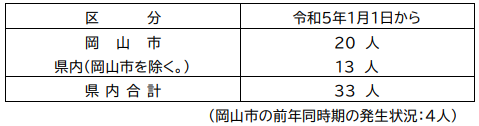 区　　分　令和５年１月１日から
岡　山　市　２０　人
県内（岡山市を除く。）　１３　人
県内合計　３３　人
（岡山市の前年同時期の発生状況：４人）